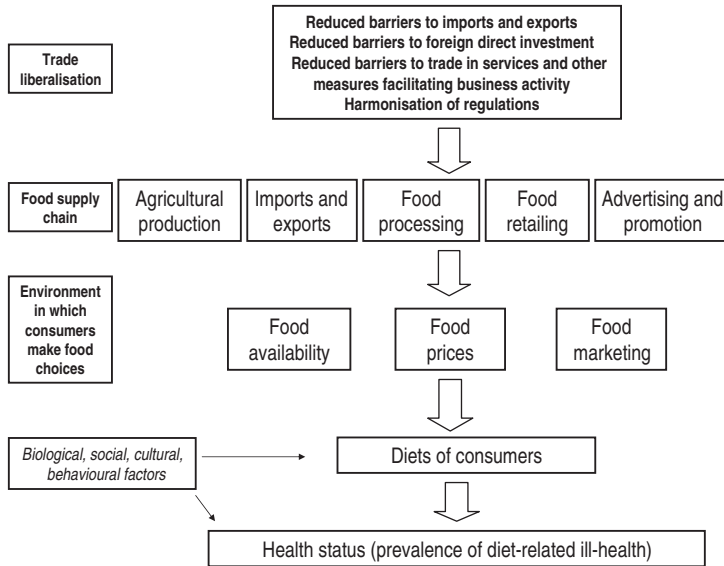 Trade
liberalisation
Reduced barriers to imports and exports
Reduced barriers to foreign direct investment
Reduced barriers to trade in services and other
measures facilitating business activity
Harmonisation of regulations
Food supply
chain
Agricultural
production
Imports and
exports
Food
processing
Food
retailing
Advertising and
promotion
Environment
in which
consumers
make food
choices
Food
availability
Food
prices
Food
marketing
Biological, social, cultural,
behavioural factors
Diets of consumers
Health status (prevalence of diet-related ill-health)